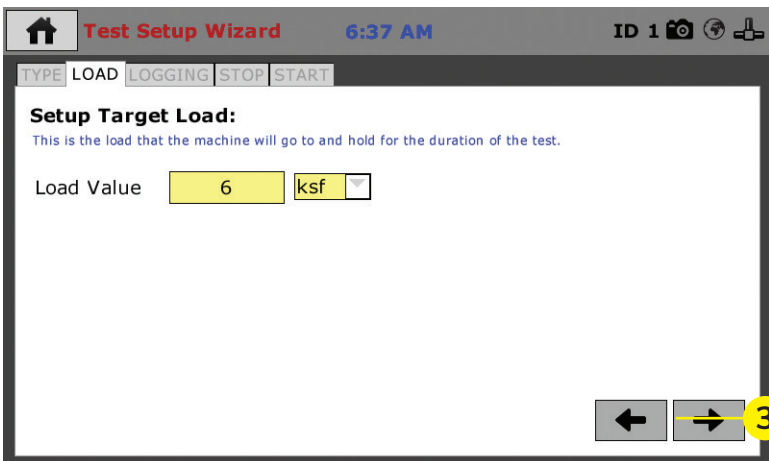 Test Setup Wizard 6:37 AM ID 1
TYPE LOAD LOGGING STOP START
Setup Target Load:
This is the load that the machine will go to and hold for the duration of the test.
Load Value 6 ksf
3